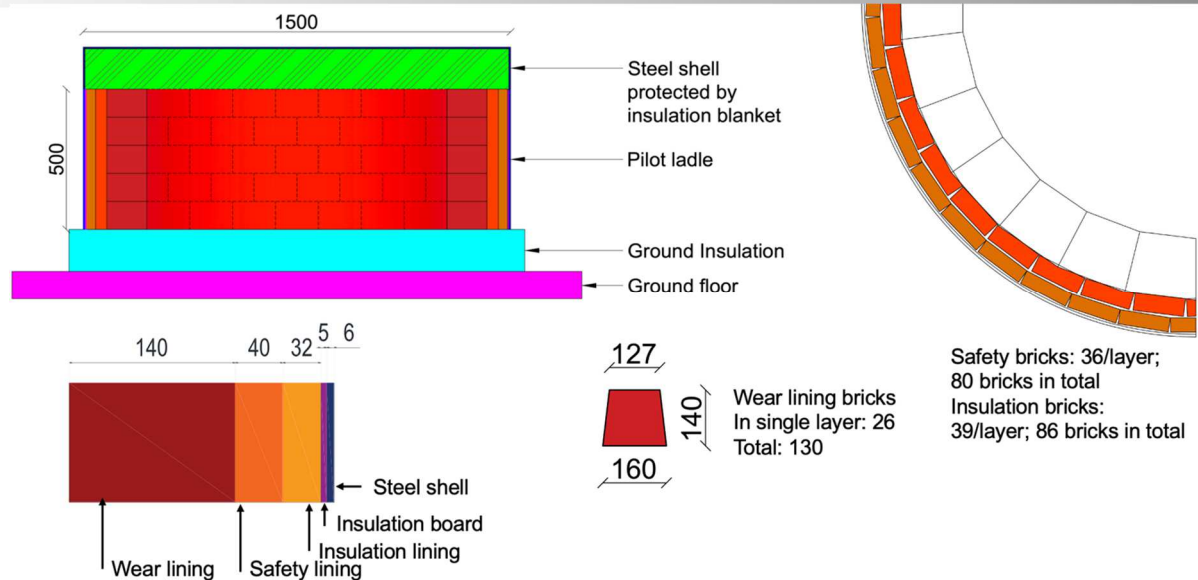 1500
Steel shell
protected by
insulation blanket
500
Pilot ladle
Ground Insulation
Ground floor
140
40
32
5
6
Steel shell
Insulation board
Insulation lining
Wear lining
Safety lining
127
140
160
Wear lining bricks
In single layer: 26
Total: 130
Safety bricks: 36/layer;
80 bricks in total
Insulation bricks:
39/layer; 86 bricks in total